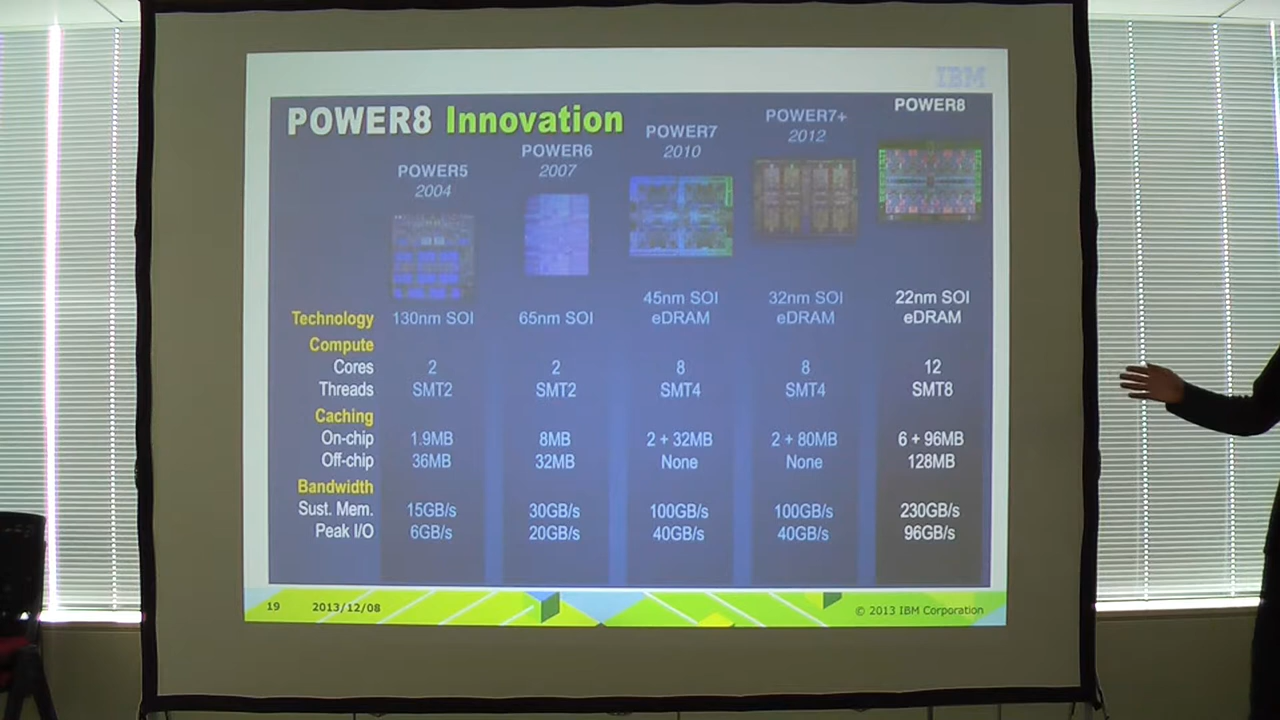 IBM
POWER8 Innovation
POWER5
2004
POWER6
2007
POWER7
2010
POWER7+
2012
POWER8
Technology 130nm SOI 65nm SOI 45nm SOI eDRAM 32nm SOI eDRAM 22nm SOI eDRAM
Compute
Cores 2 2 8 8 12
Threads SMT2 SMT2 SMT4 SMT4 SMT8
Caching
On-chip 1.9MB 8MB 2 + 32MB 2 + 80MB 6 + 96MB
Off-chip 36MB 32MB None None 128MB
Bandwidth
Sust. Mem. 15GB/s 30GB/s 100GB/s 100GB/s 230GB/s
Peak I/O 6GB/s 20GB/s 40GB/s 40GB/s 96GB/s
19 2013/12/08 © 2013 IBM Corporation